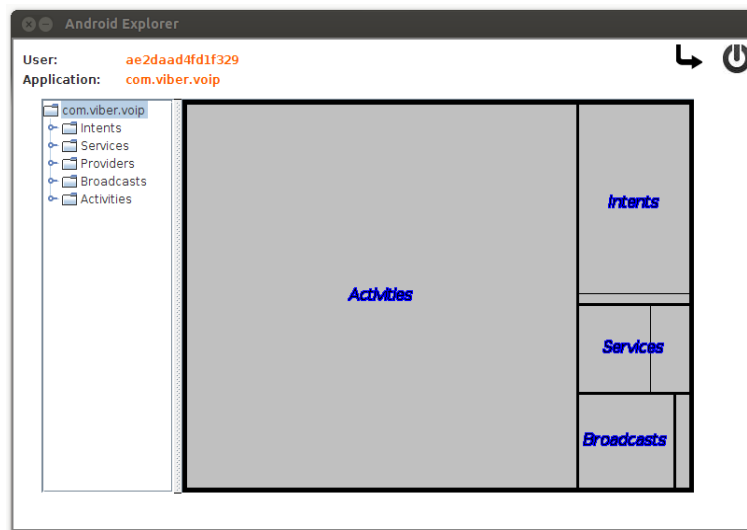 Android Explorer
User: ae2daad4fd1f329
Application: com.viber.voip
com.viber.voip
Intents
Services
Providers
Broadcasts
Activities
Intents
Activities
Services
Broadcasts